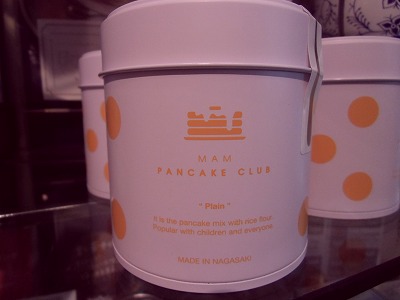 MAM
PANCAKE CLUB
" Plain "
It is the pancake mix with rice flour.
Popular with children and everyone.
MADE IN NAGASAKI